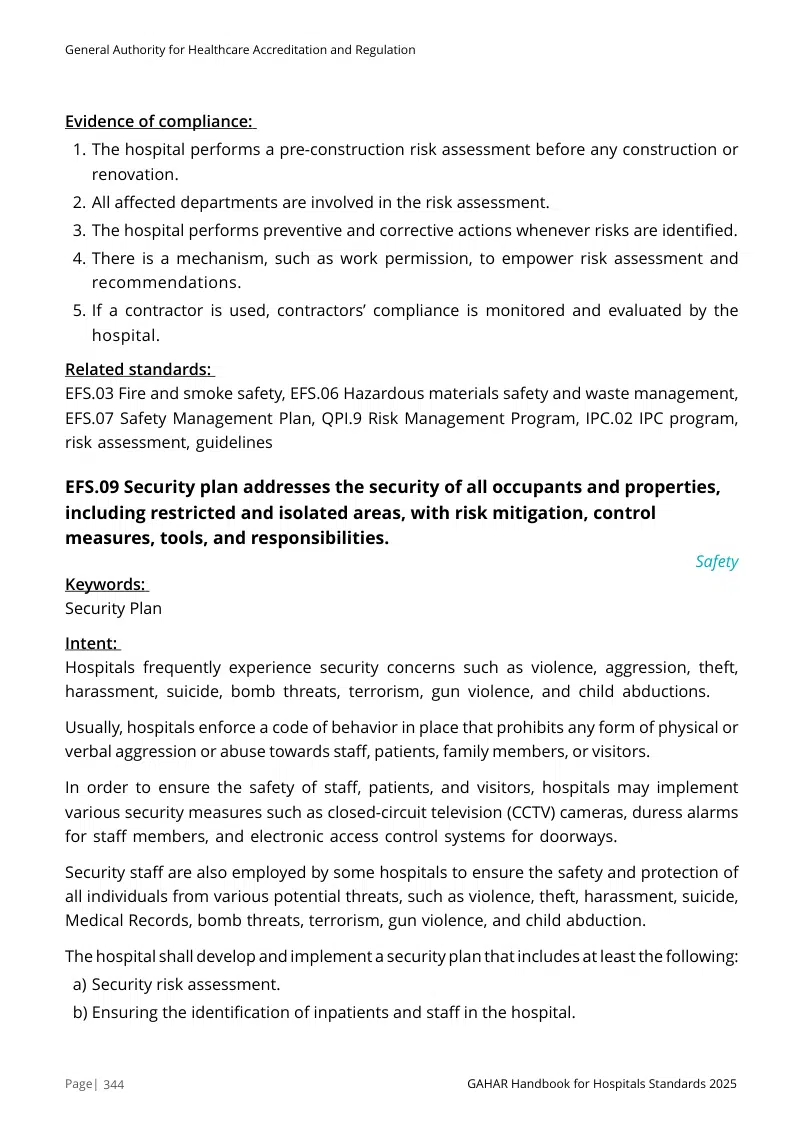 General Authority for Healthcare Accreditation and Regulation
Evidence of compliance:
1. The hospital performs a pre-construction risk assessment before any construction or
renovation.
2. All affected departments are involved in the risk assessment.
3. The hospital performs preventive and corrective actions whenever risks are identified.
4. There is a mechanism, such as work permission, to empower risk assessment and
recommendations.
5. If a contractor is used, contractors’ compliance is monitored and evaluated by the
hospital.
Related standards:
EFS.03 Fire and smoke safety, EFS.06 Hazardous materials safety and waste management,
EFS.07 Safety Management Plan, QPI.9 Risk Management Program, IPC.02 IPC program,
risk assessment, guidelines
EFS.09 Security plan addresses the security of all occupants and properties,
including restricted and isolated areas, with risk mitigation, control
measures, tools, and responsibilities.
Safety
Keywords:
Security Plan
Intent:
Hospitals frequently experience security concerns such as violence, aggression, theft,
harassment, suicide, bomb threats, terrorism, gun violence, and child abductions.
Usually, hospitals enforce a code of behavior in place that prohibits any form of physical or
verbal aggression or abuse towards staff, patients, family members, or visitors.
In order to ensure the safety of staff, patients, and visitors, hospitals may implement
various security measures such as closed-circuit television (CCTV) cameras, duress alarms
for staff members, and electronic access control systems for doorways.
Security staff are also employed by some hospitals to ensure the safety and protection of
all individuals from various potential threats, such as violence, theft, harassment, suicide,
Medical Records, bomb threats, terrorism, gun violence, and child abduction.
The hospital shall develop and implement a security plan that includes at least the following:
a) Security risk assessment.
b) Ensuring the identification of inpatients and staff in the hospital.
Page| 344
GAHAR Handbook for Hospitals Standards 2025